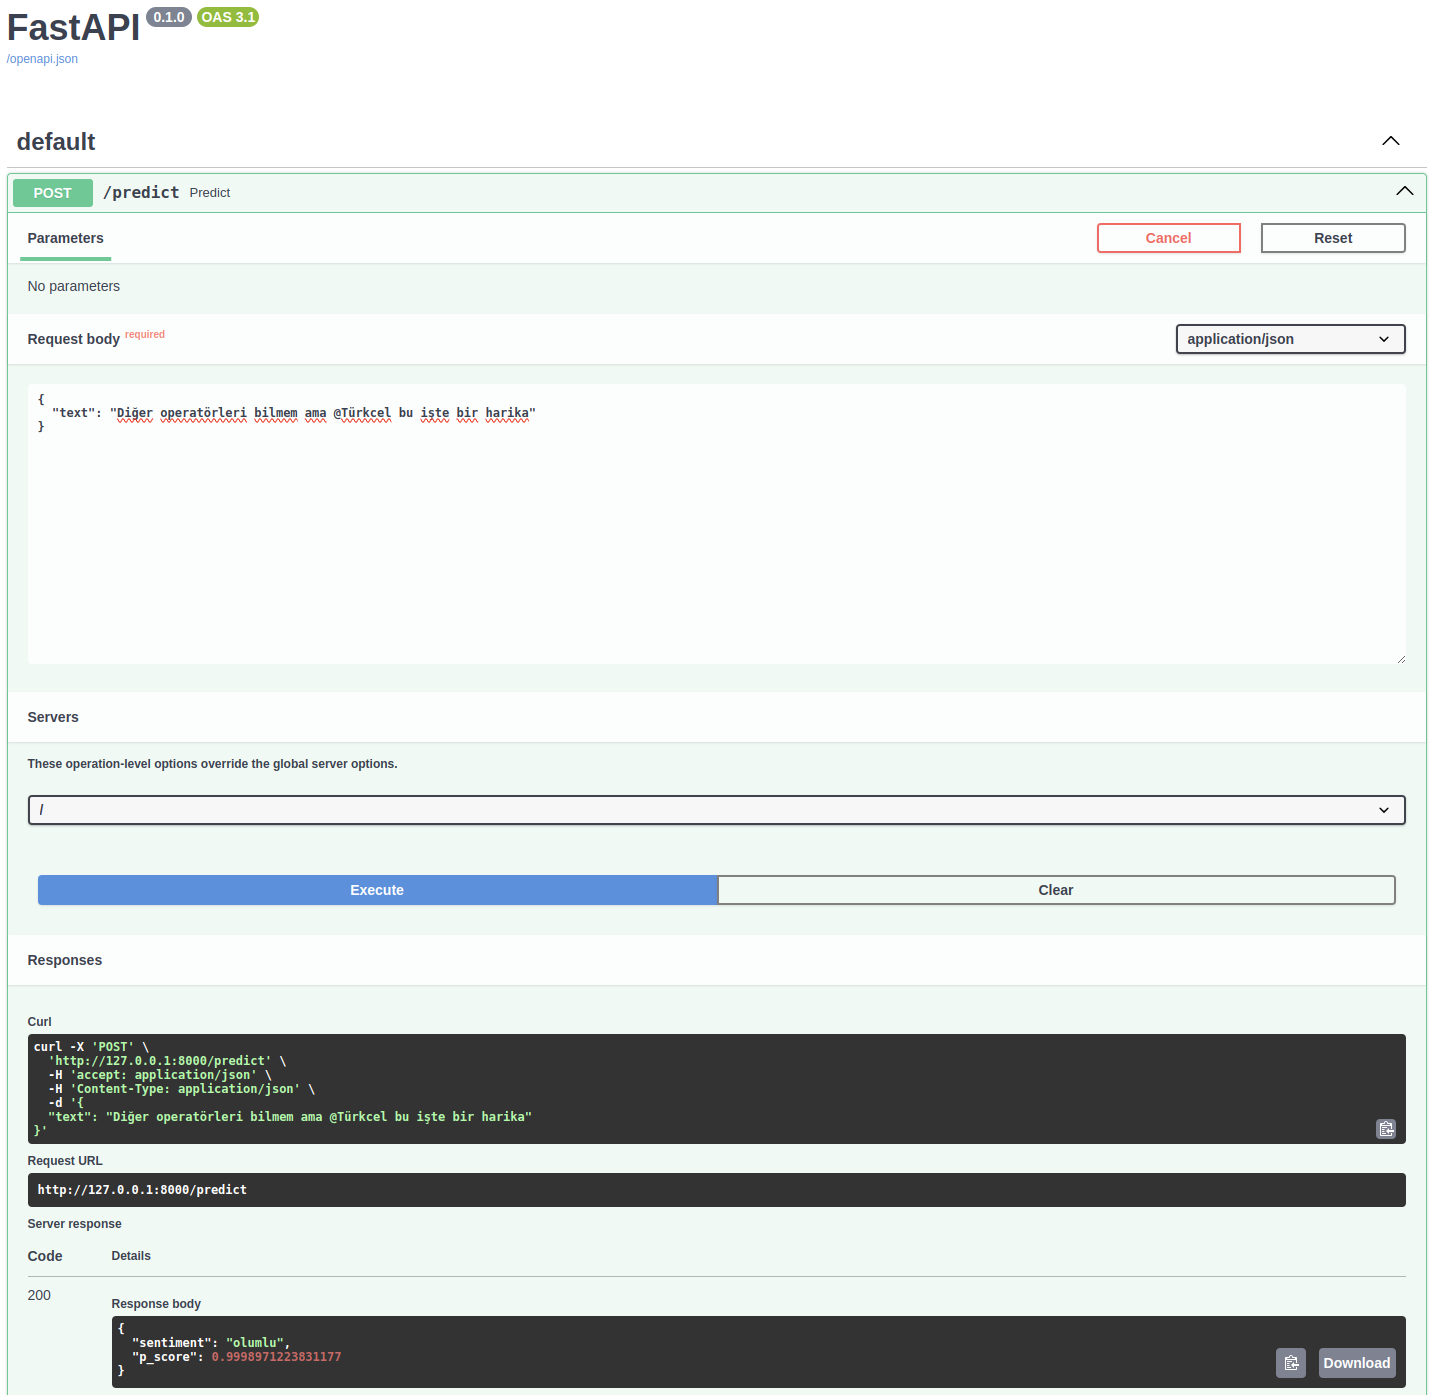 FastAPI 0.1.0 OAS 3.1
/openapi.json
default
POST /predict Predict
Parameters Cancel Reset
No parameters
Request body required application/json
{
  "text": "Diğer operatörleri bilmem ama @Türkcel bu işte bir harika"
}
Servers
These operation-level options override the global server options.
/
Execute Clear
Responses
Curl
curl -X 'POST' \
  'http://127.0.0.1:8000/predict' \
  -H 'accept: application/json' \
  -H 'Content-Type: application/json' \
  -d '{
  "text": "Diğer operatörleri bilmem ama @Türkcel bu işte bir harika"
}'
Request URL
http://127.0.0.1:8000/predict
Server response
Code Details
200
Response body
{
  "sentiment": "olumlu",
  "p_score": 0.9998971223831177
}
Download